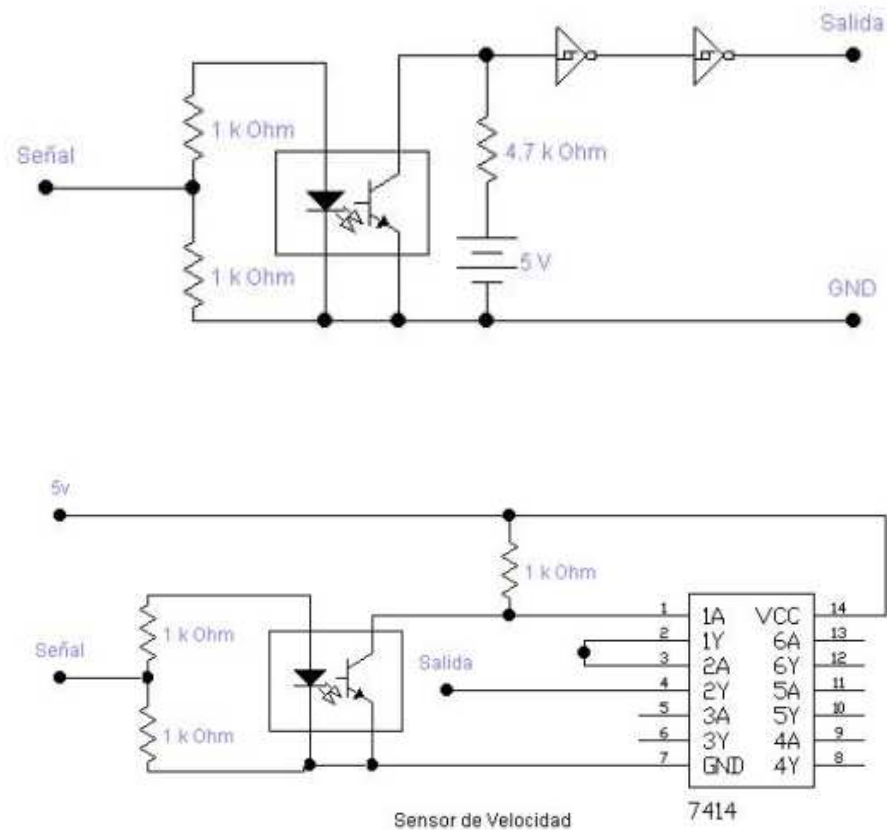 Salida
1 k Ohm
Señal
4.7 k Ohm
1 k Ohm
5 V
GND
5v
1 k Ohm
1 k Ohm
Señal
Salida
1 k Ohm
1 1A VCC 14
2 1Y 6A 13
3 2A 6Y 12
4 2Y 5A 11
5 3A 5Y 10
6 3Y 4A 9
7 GND 4Y 8
7414
Sensor de Velocidad